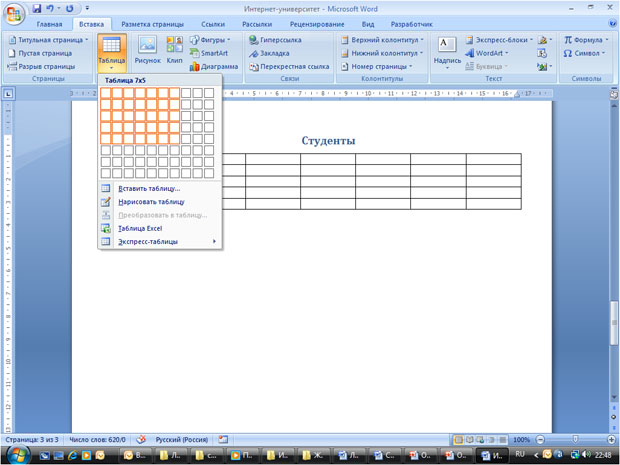 Интернет-университет - Microsoft Word
Главная Вставка Разметка страницы Ссылки Рассылки Рецензирование Вид Разработчик
Титульная страница
Пустая страница
Разрыв страницы
Страницы
Таблица
Рисунок
Клип
Фигуры
SmartArt
Диаграмма
Гиперссылка
Закладка
Перекрестная ссылка
Связи
Верхний колонтитул
Нижний колонтитул
Номер страницы
Колонтитулы
Надпись
Экспресс-блоки
WordArt
Буквица
Текст
Формула
Символ
Символы
Таблица 7x5
Вставить таблицу...
Нарисовать таблицу
Преобразовать в таблицу...
Таблица Excel
Экспресс-таблицы
Студенты
Страница: 3 из 3 Число слов: 620/0 Русский (Россия) 100%
В... Л... с... П... И... Ж... Л... С... О... О... И...
RU 22:48